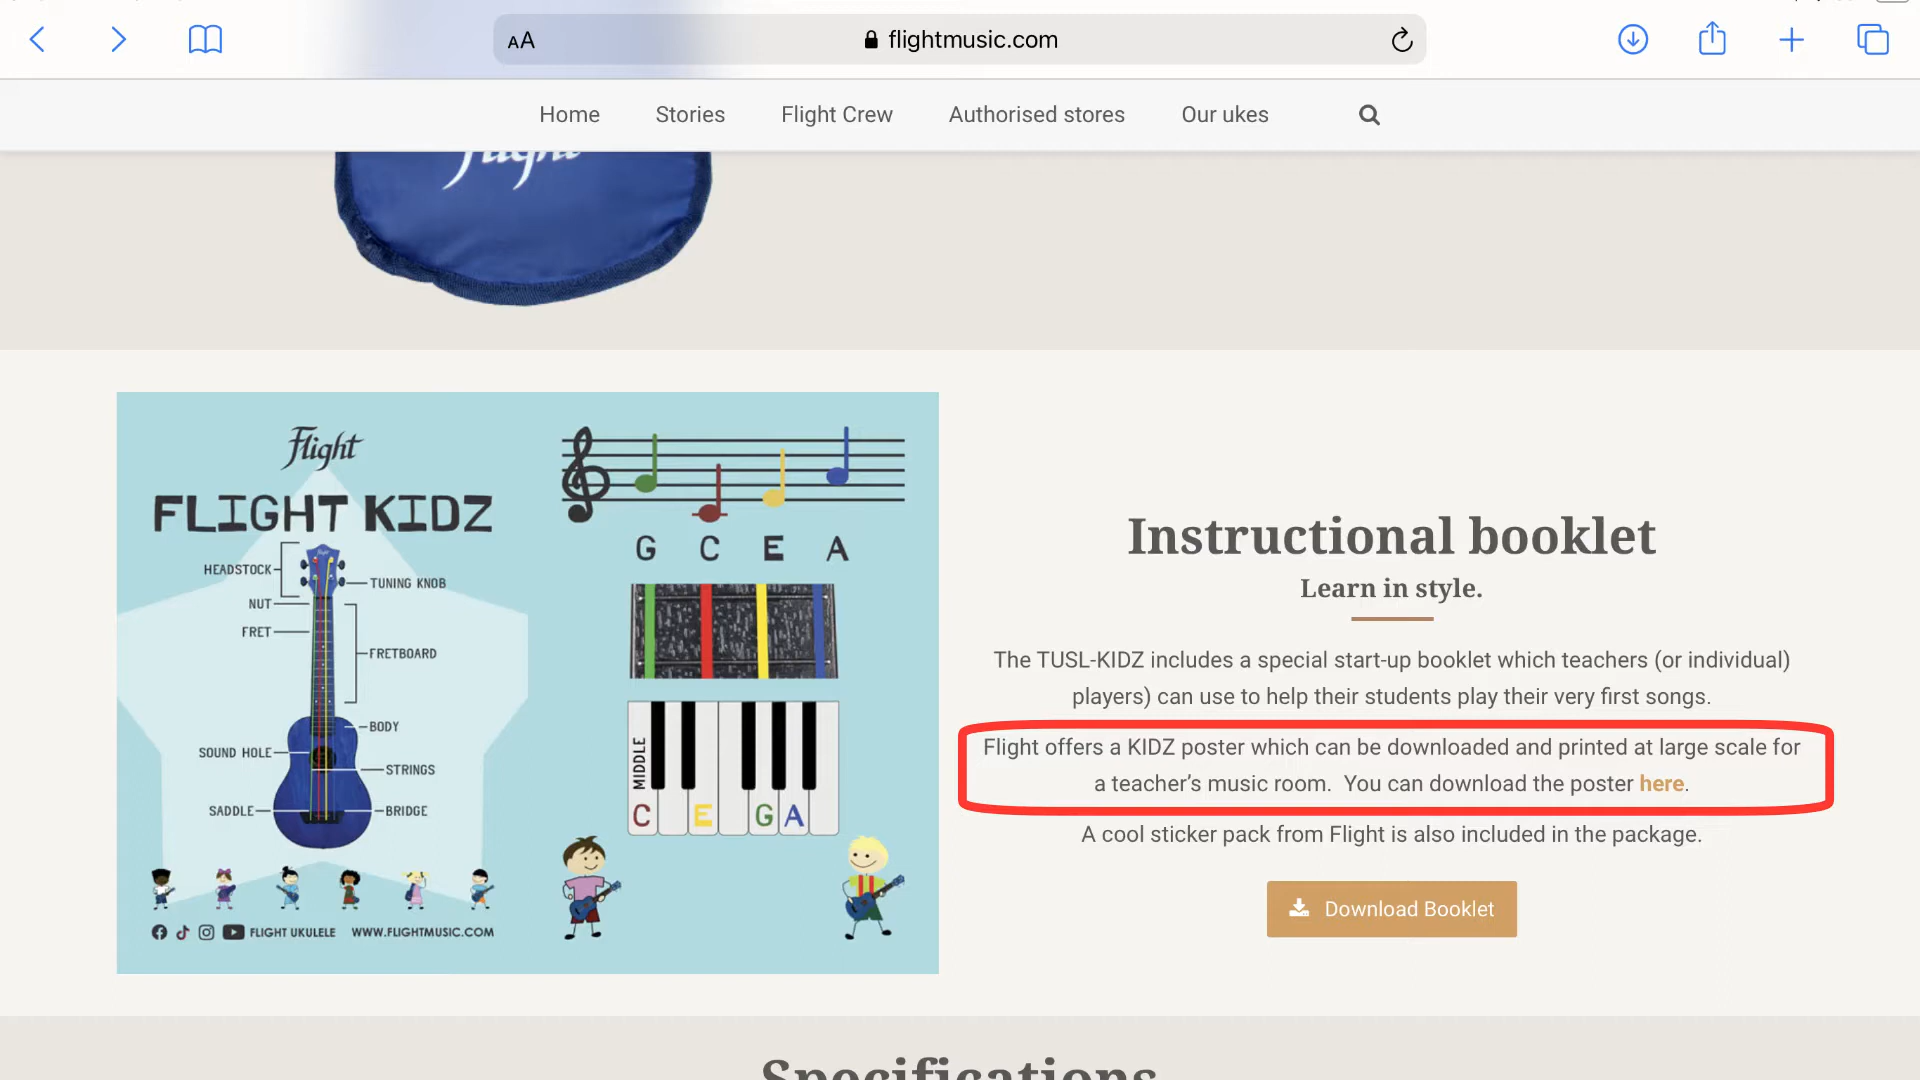 AA
flightmusic.com
Home Stories Flight Crew Authorised stores Our ukes
Flight
Flight
FLIGHT KIDZ
HEADSTOCK
TUNING KNOB
NUT
FRET
FRETBOARD
BODY
SOUND HOLE
STRINGS
SADDLE
BRIDGE
FLIGHT UKULELE WWW.FLIGHTMUSIC.COM
G C E A
MIDDLE
C E G A
Instructional booklet
Learn in style.
The TUSL-KIDZ includes a special start-up booklet which teachers (or individual)
players) can use to help their students play their very first songs.
Flight offers a KIDZ poster which can be downloaded and printed at large scale for
a teacher’s music room. You can download the poster here.
A cool sticker pack from Flight is also included in the package.
Download Booklet
Specifications